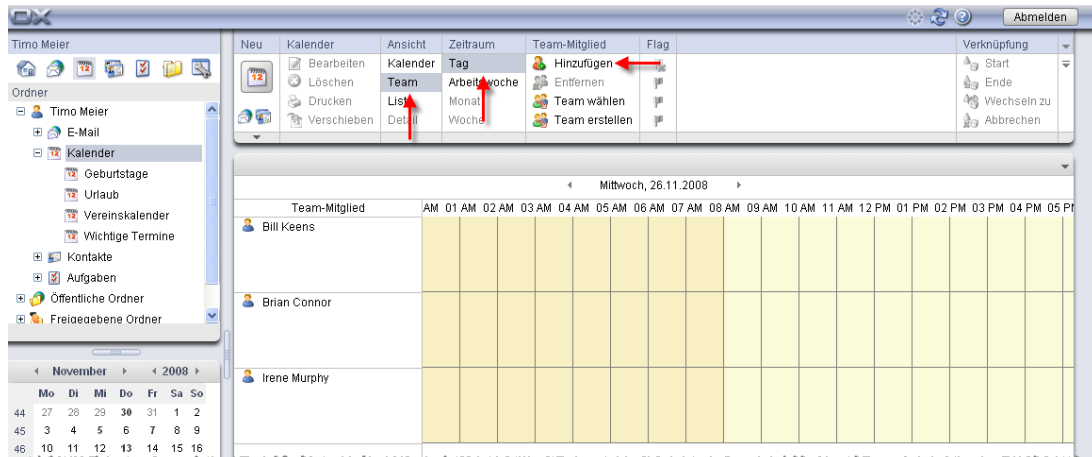 OX
Abmelden
Timo Meier
Neu Kalender Ansicht Zeitraum Team-Mitglied Flag Verknüpfung
Bearbeiten Kalender Tag Hinzufügen Start
Löschen Team Arbeitswoche Entfernen Ende
Drucken Monat Team wählen Wechseln zu
Verschieben Detail Woche Team erstellen Abbrechen
Ordner
Timo Meier
E-Mail
Kalender
Geburtstage
Urlaub
Vereinskalender
Wichtige Termine
Kontakte
Aufgaben
Öffentliche Ordner
Freigegebene Ordner
Mittwoch, 26.11.2008
Team-Mitglied AM 01 AM 02 AM 03 AM 04 AM 05 AM 06 AM 07 AM 08 AM 09 AM 10 AM 11 AM 12 PM 01 PM 02 PM 03 PM 04 PM 05 PM
Bill Keens
Brian Connor
Irene Murphy
November 2008
Mo Di Mi Do Fr Sa So
44 27 28 29 30 31 1 2
45 3 4 5 6 7 8 9
46 10 11 12 13 14 15 16